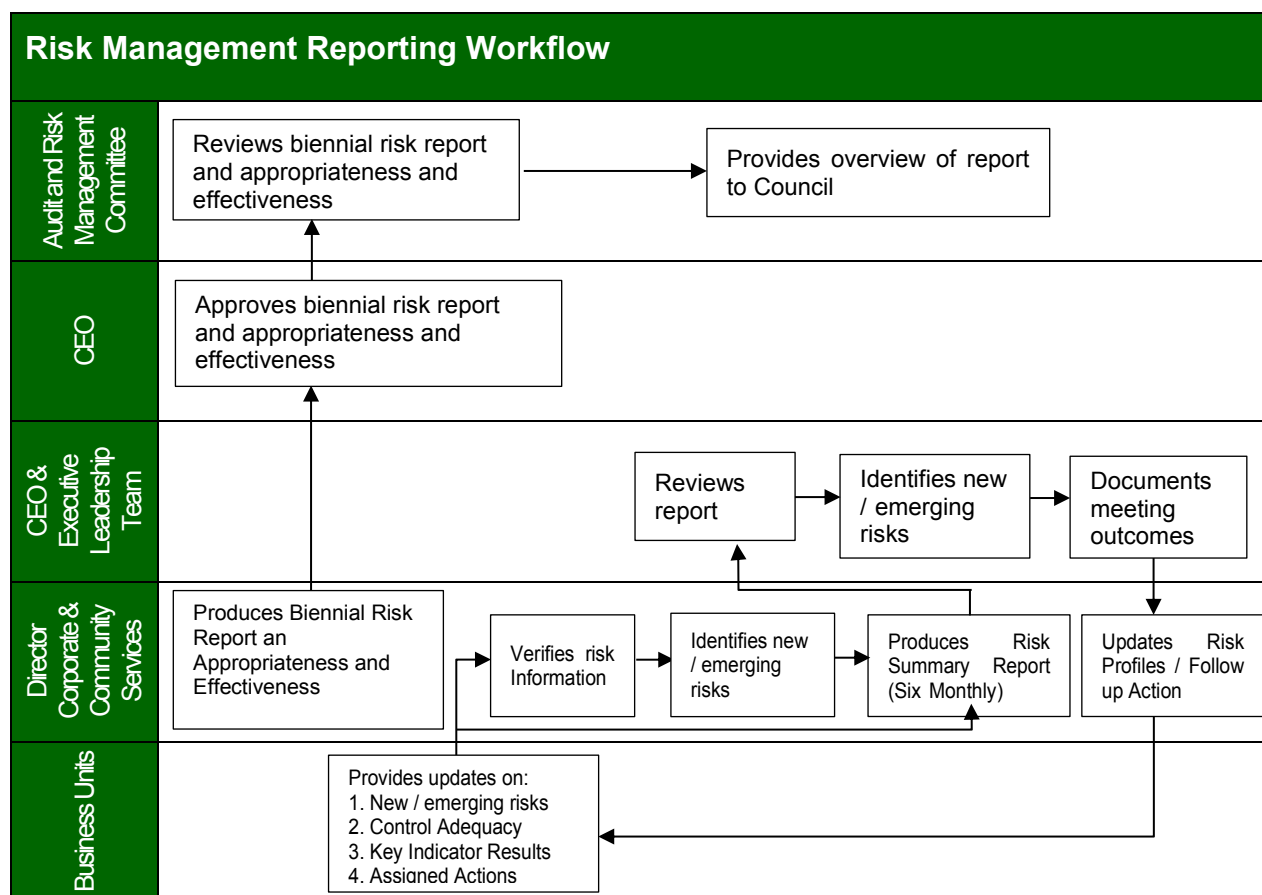 Risk Management Reporting Workflow
Audit and Risk
Management
Committee
Reviews biennial risk report
and appropriateness and
effectiveness
Provides overview of report
to Council
CEO
Approves biennial risk report
and appropriateness and
effectiveness
CEO &
Executive
Leadership
Team
Reviews
report
Identifies new
/ emerging
risks
Documents
meeting
outcomes
Director
Corporate &
Community
Services
Produces Biennial Risk
Report an
Appropriateness and
Effectiveness
Verifies risk
Information
Identifies new
/ emerging
risks
Produces Risk
Summary Report
(Six Monthly)
Updates Risk
Profiles / Follow
up Action
Business Units
Provides updates on:
1. New / emerging risks
2. Control Adequacy
3. Key Indicator Results
4. Assigned Actions